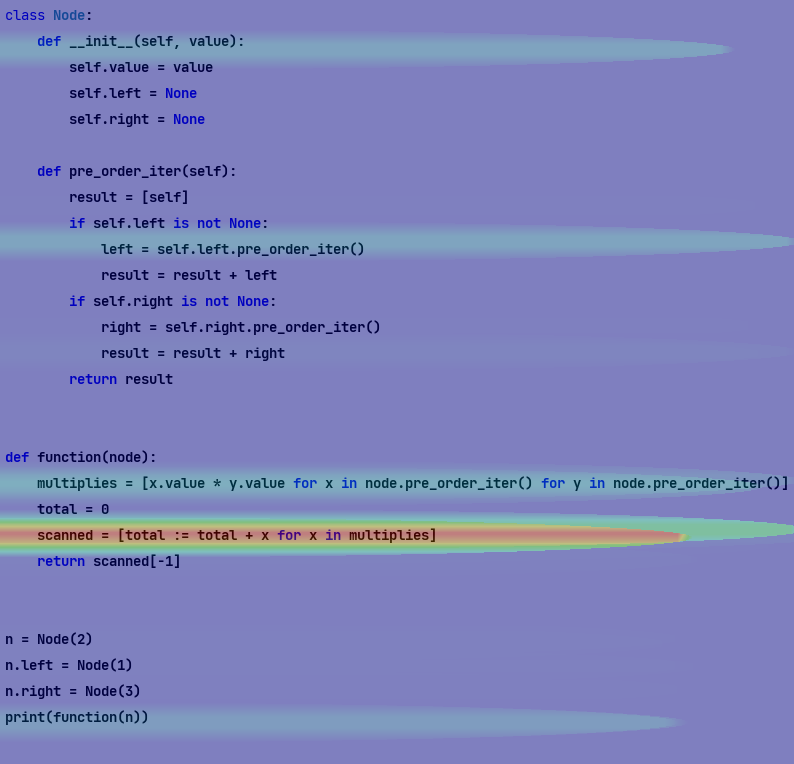 class Node:
    def __init__(self, value):
        self.value = value
        self.left = None
        self.right = None

    def pre_order_iter(self):
        result = [self]
        if self.left is not None:
            left = self.left.pre_order_iter()
            result = result + left
        if self.right is not None:
            right = self.right.pre_order_iter()
            result = result + right
        return result


def function(node):
    multiplies = [x.value * y.value for x in node.pre_order_iter() for y in node.pre_order_iter()]
    total = 0
    scanned = [total := total + x for x in multiplies]
    return scanned[-1]


n = Node(2)
n.left = Node(1)
n.right = Node(3)
print(function(n))